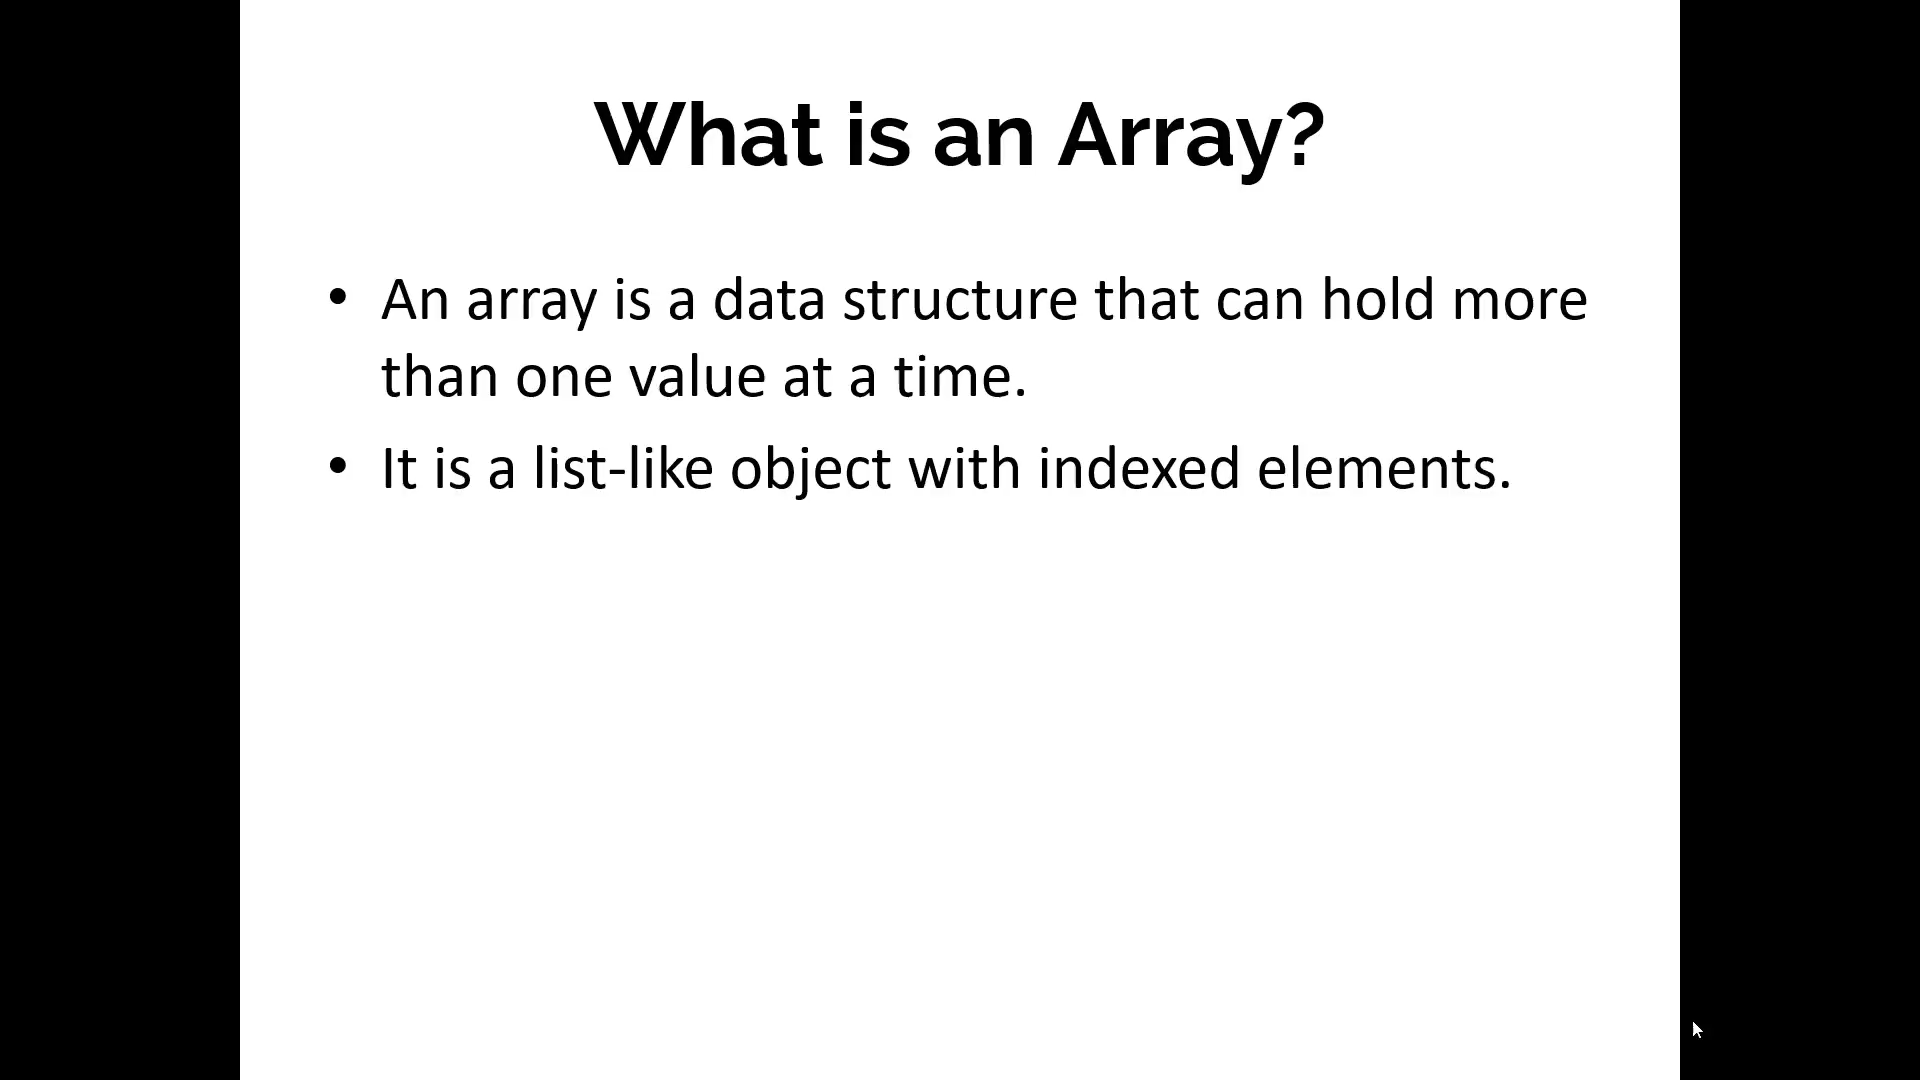 What is an Array?
• An array is a data structure that can hold more
than one value at a time.
• It is a list-like object with indexed elements.